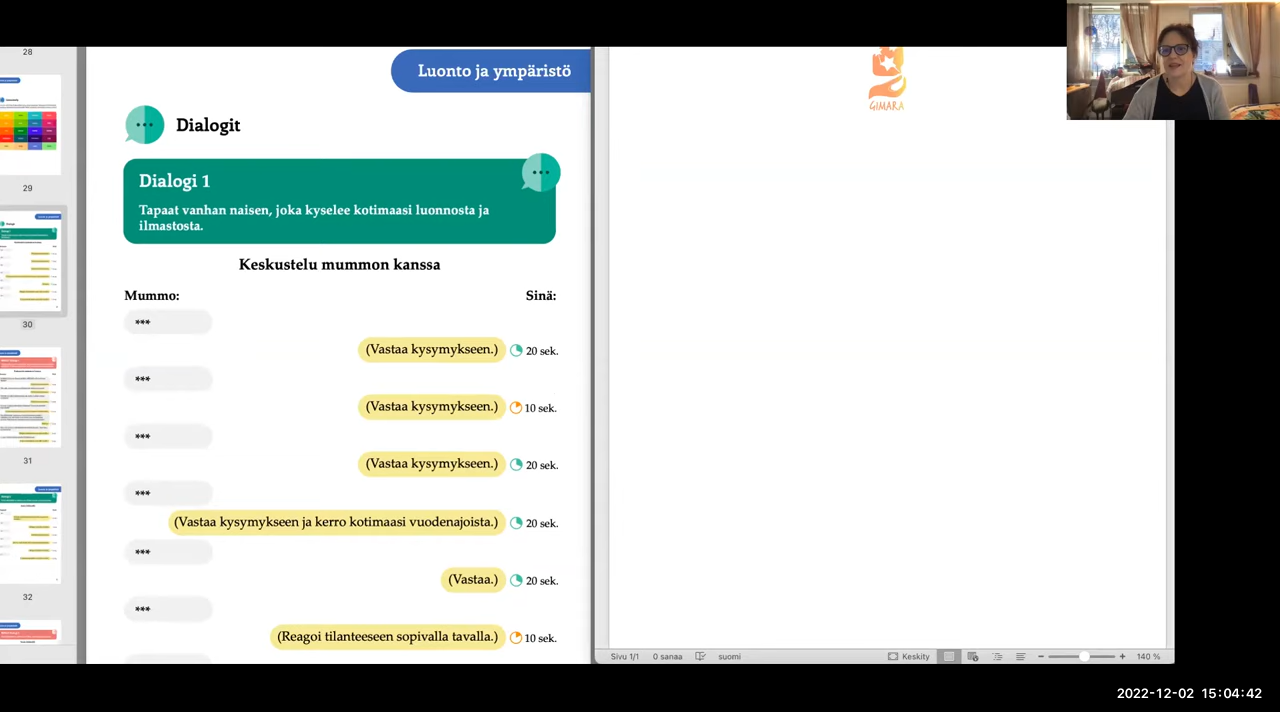 28
29
30
31
32
Luonto ja ympäristö
Dialogit
Dialogi 1
Tapaat vanhan naisen, joka kyselee kotimaasi luonnosta ja
ilmastosta.
Keskustelu mummon kanssa
Mummo: Sinä:
***
(Vastaa kysymykseen.) 20 sek.
***
(Vastaa kysymykseen.) 10 sek.
***
(Vastaa kysymykseen.) 20 sek.
***
(Vastaa kysymykseen ja kerro kotimaasi vuodenajoista.) 20 sek.
***
(Vastaa.) 20 sek.
***
(Reagoi tilanteeseen sopivalla tavalla.) 10 sek.
GIMARA
Sivu 1/1 0 sanaa suomi Keskity 140 %
2022-12-02 15:04:42